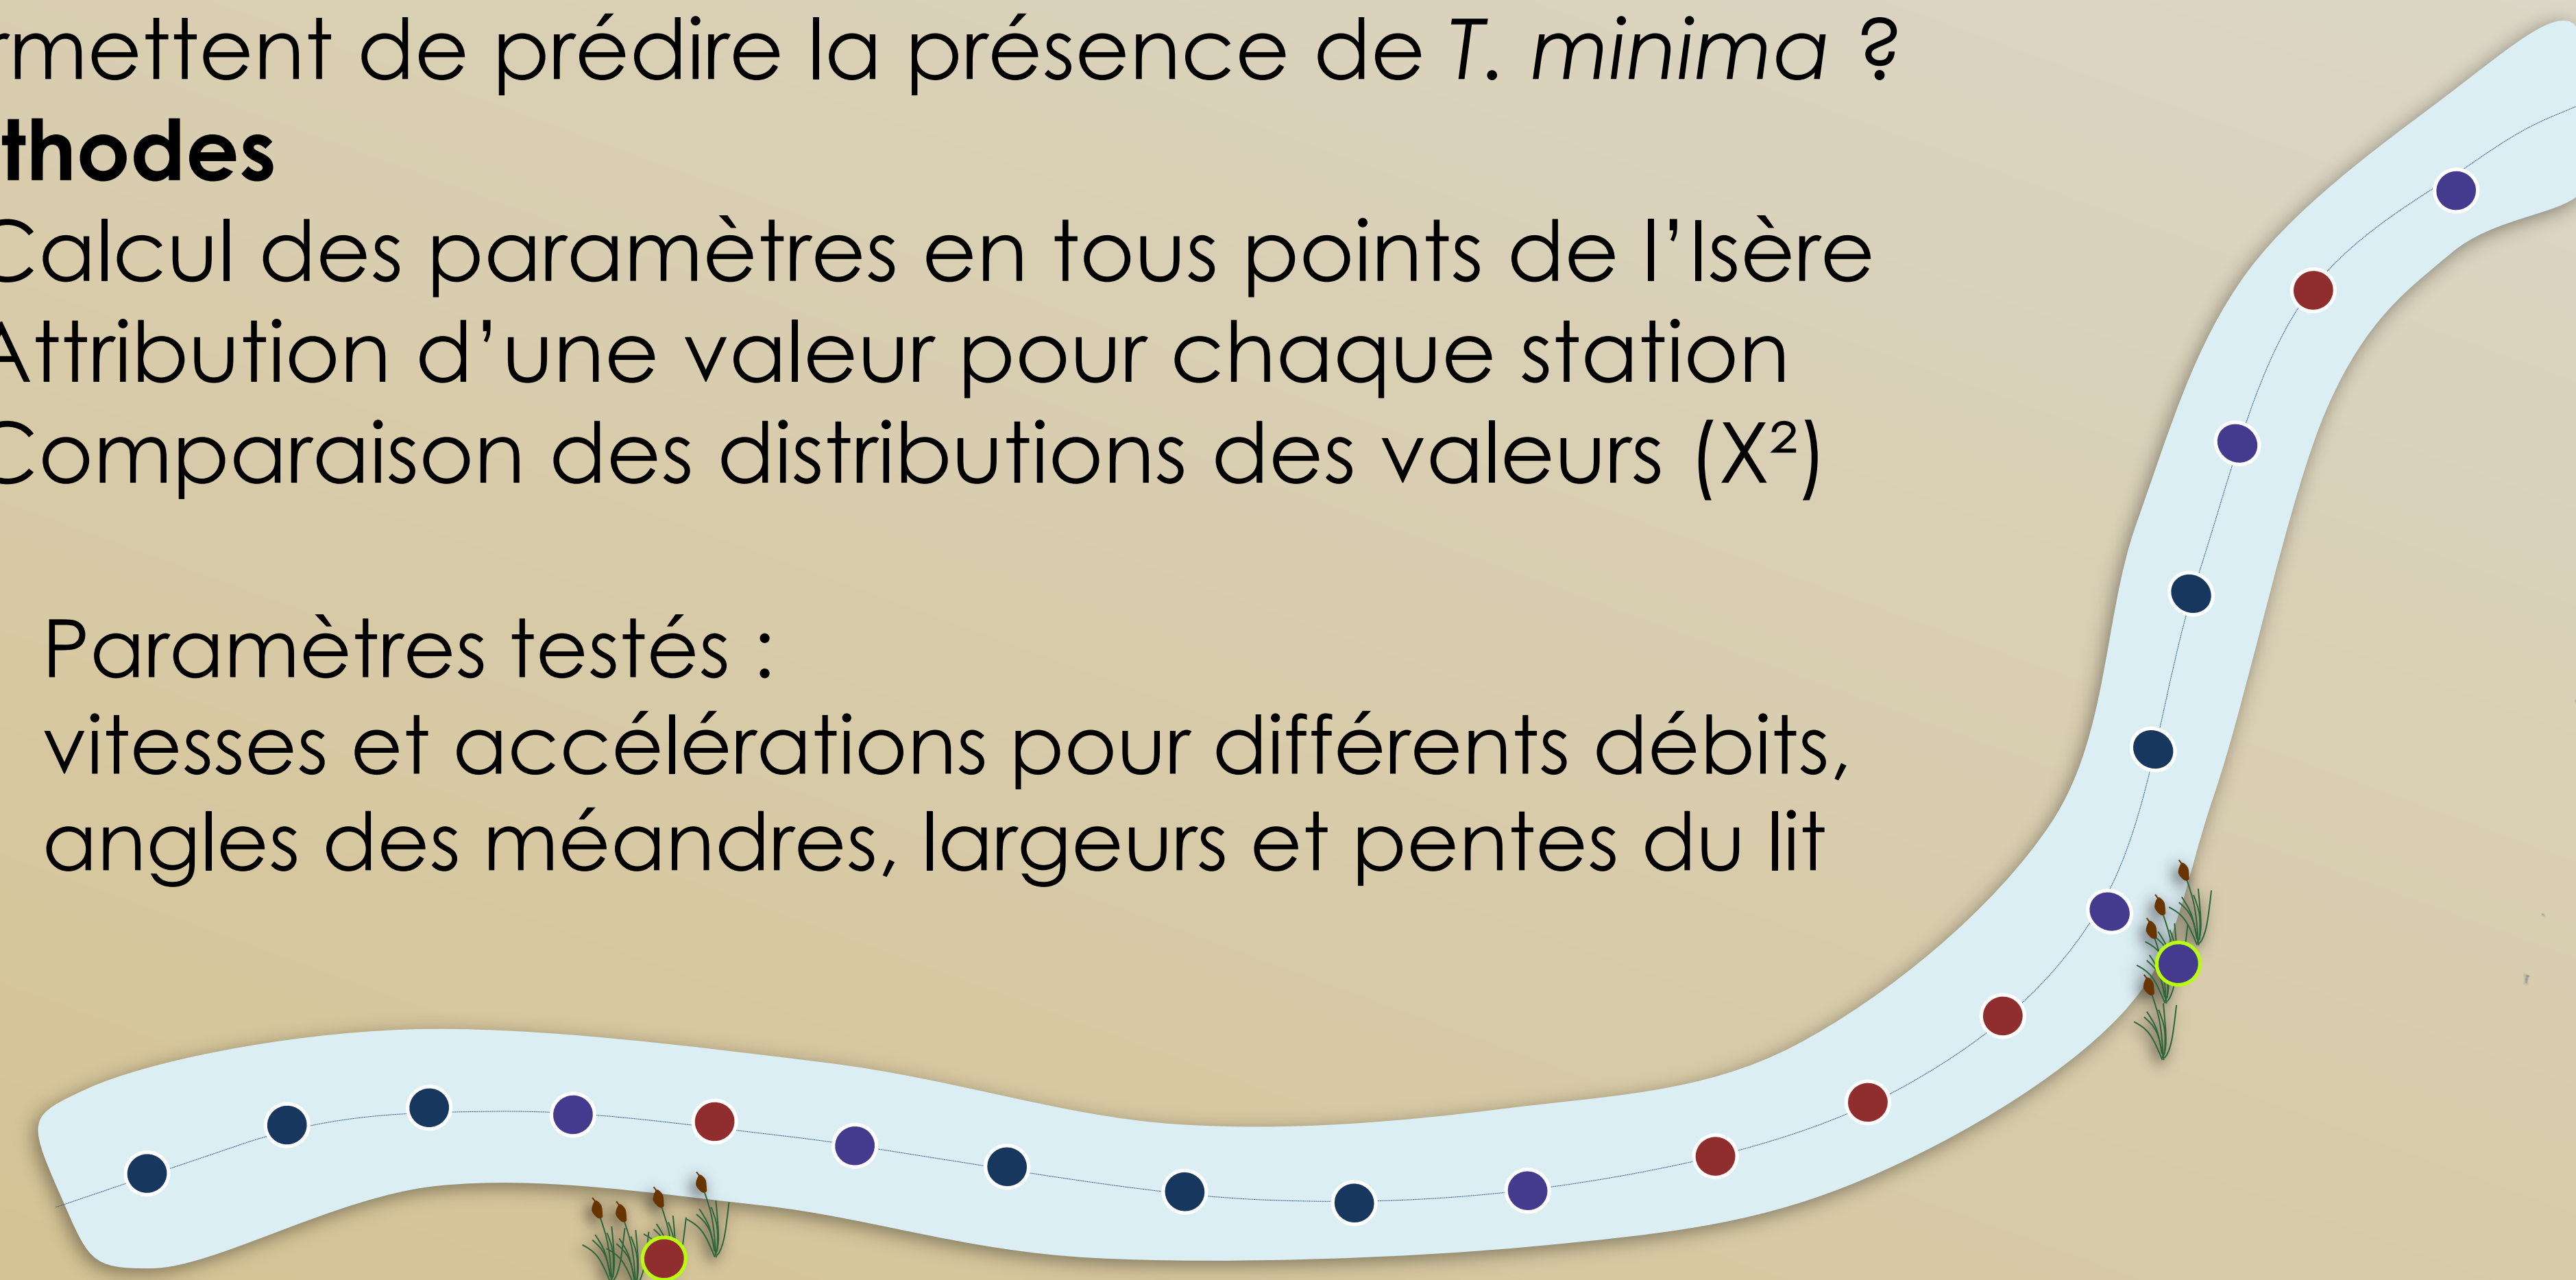 rmettent de prédire la présence de T. minima ?
thodes
Calcul des paramètres en tous points de l’Isère
Attribution d’une valeur pour chaque station
Comparaison des distributions des valeurs (X²)
Paramètres testés :
vitesses et accélérations pour différents débits,
angles des méandres, largeurs et pentes du lit